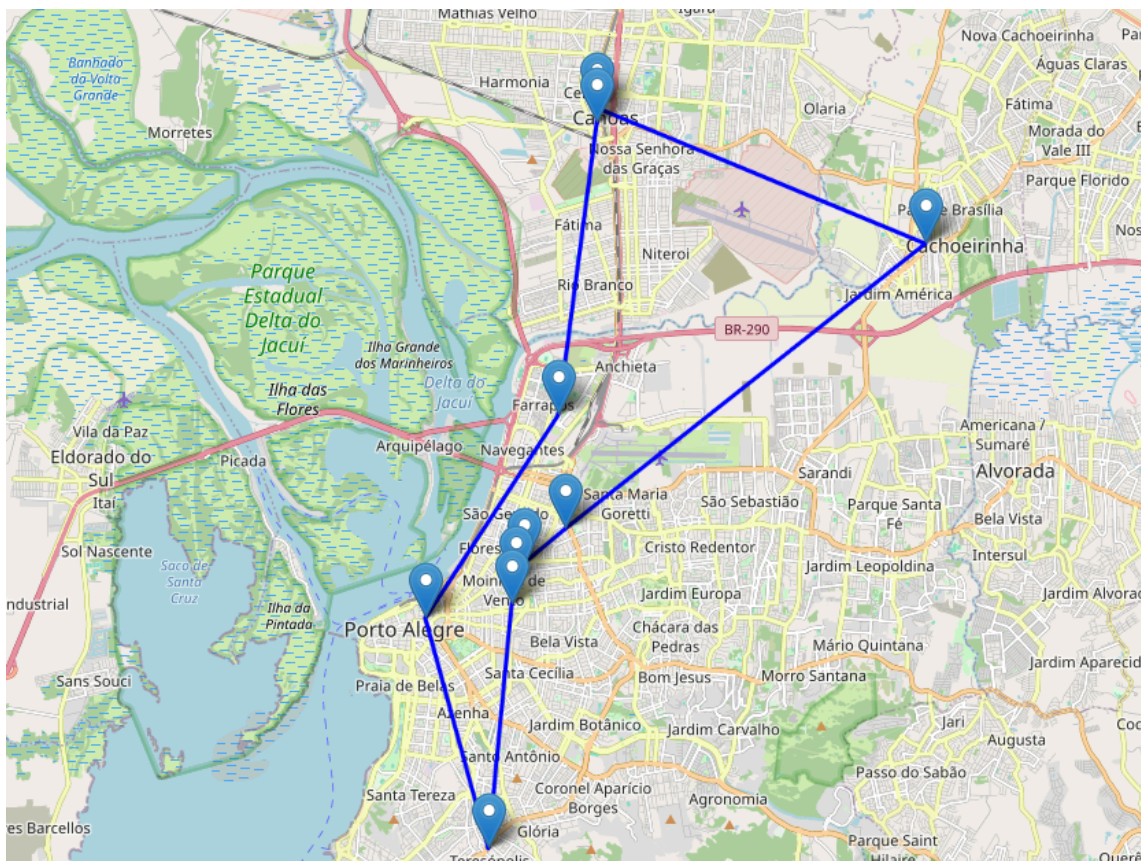 Mathias Velho
Igara
Nova Cachoeirinha
Banhado
da Volta
Grande
Harmonia
Águas Claras
Olaria
Fátima
Morretes
Canoas
Nossa Senhora
das Graças
Morada do
Vale III
Parque Florido
Parque Brasília
Fátima
Cachoeirinha
Niterói
Parque
Estadual
Delta do
Jacuí
Rio Branco
Jardim América
BR-290
Ilha Grande
dos Marinheiros
Delta do
Jacuí
Anchieta
Ilha das
Flores
Farrapos
Vila da Paz
Eldorado do
Sul
Itaí
Picada
Arquipélago
Navegantes
Americana /
Sumaré
Sarandi
Alvorada
Santa Maria
Goretti
São Sebastião
Parque Santa
Fé
São Geraldo
Bela Vista
Sol Nascente
Saco de
Santa
Cruz
Cristo Redentor
Intersul
Jardim Leopoldina
Moinhos de
Vento
ndustrial
Ilha da
Pintada
Jardim Europa
Jardim Alvora
Porto Alegre
Bela Vista
Chácara das
Pedras
Mário Quintana
Jardim Aparecid
Sans Souci
Praia de Belas
Santa Cecília
Bom Jesus
Morro Santana
Azenha
Jardim Botânico
Jardim Carvalho
Jari
Augusta
Santo Antônio
Passo do Sabão
Santa Tereza
Coronel Aparicio
Borges
Agronomia
res Barcellos
Glória
Parque Saint
Hilaire
Teresópolis